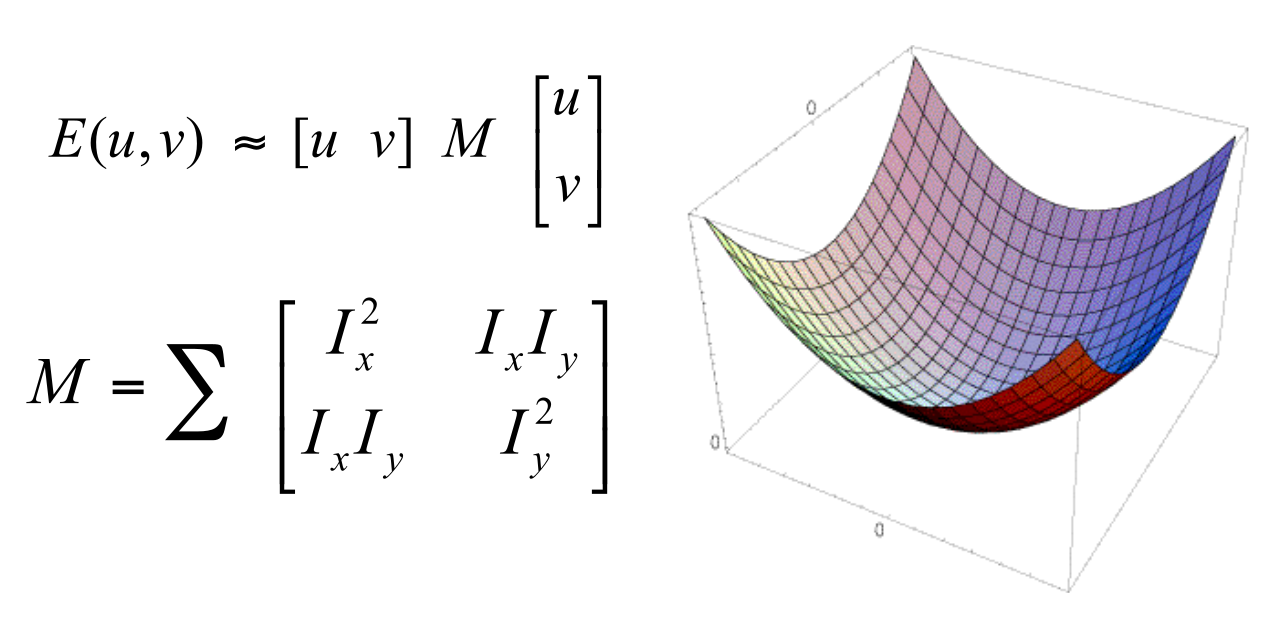 E(u,v) ≈ [u v] M [u
v]
M = ∑ [I_x^2 I_xI_y
I_xI_y I_y^2]
0
0
0